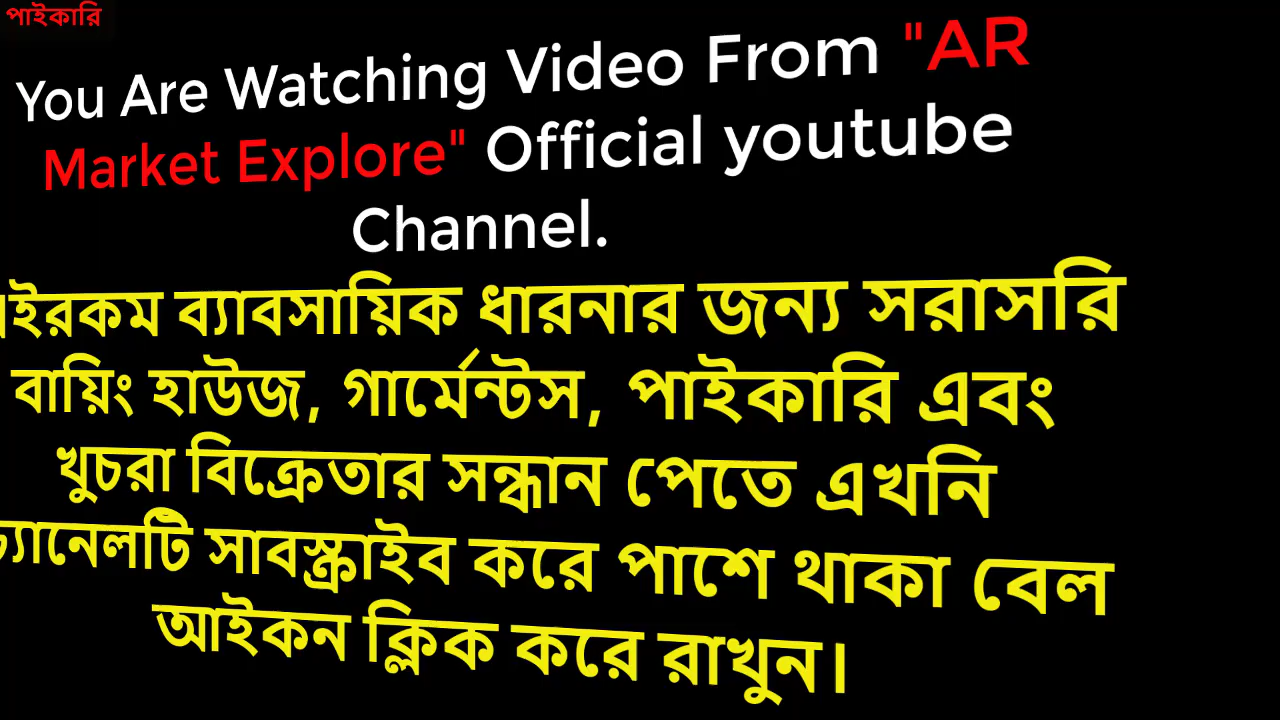 পাইকারি
You Are Watching Video From "AR
Market Explore" Official youtube
Channel.
ব্যাবসায়িক ধারনার জন্য সরাসরি
বায়িং হাউজ, গার্মেন্টস, পাইকারি এবং
খুচরা বিক্রেতার সন্ধান পেতে এখনি
চ্যানেলটি সাবস্ক্রাইব করে পাশে থাকা বেল
আইকন ক্লিক করে রাখুন।